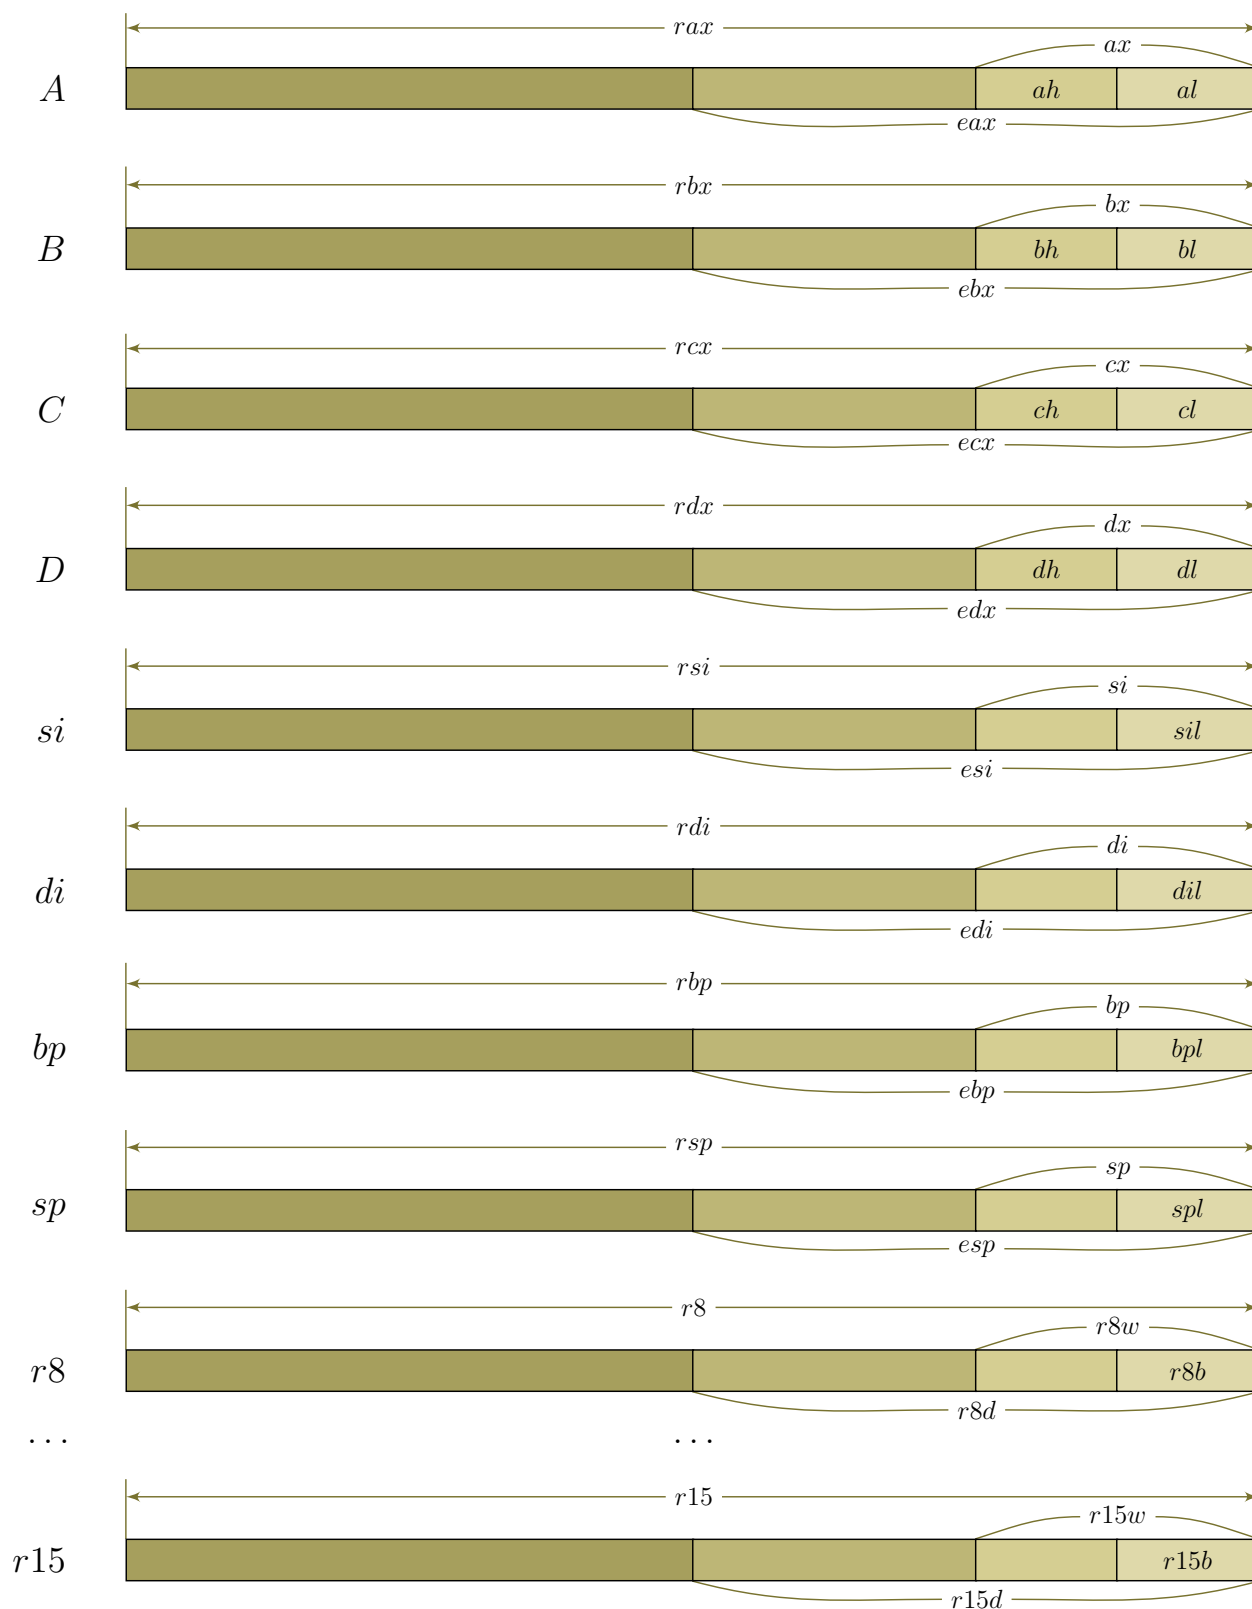 rax
ax
A
ah al
eax
rbx
bx
B
bh bl
ebx
rcx
cx
C
ch cl
ecx
rdx
dx
D
dh dl
edx
rsi
si
si
sil
esi
rdi
di
di
dil
edi
rbp
bp
bp
bpl
ebp
rsp
sp
sp
spl
esp
r8
r8w
r8
r8b
r8d
... ...
r15
r15w
r15
r15b
r15d